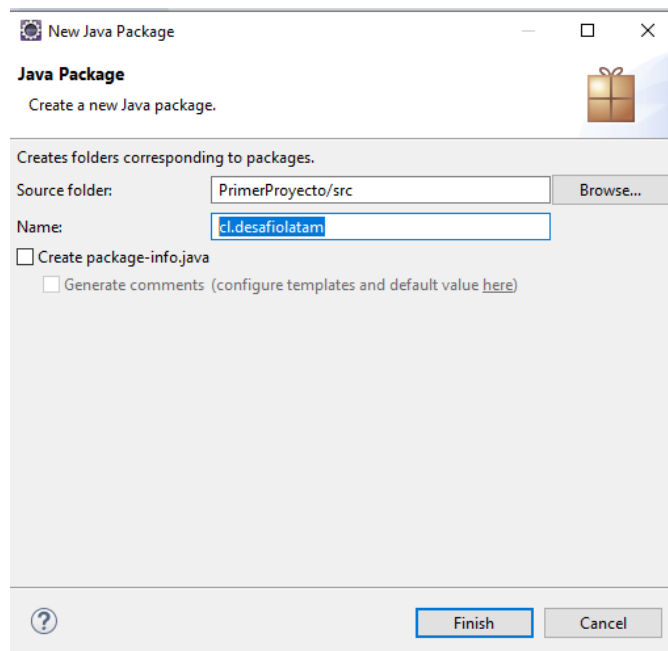 New Java Package
Java Package
Create a new Java package.
Creates folders corresponding to packages.
Source folder: PrimerProyecto/src Browse...
Name: cl.desafiolatam
Create package-info.java
Generate comments (configure templates and default value here)
? Finish Cancel